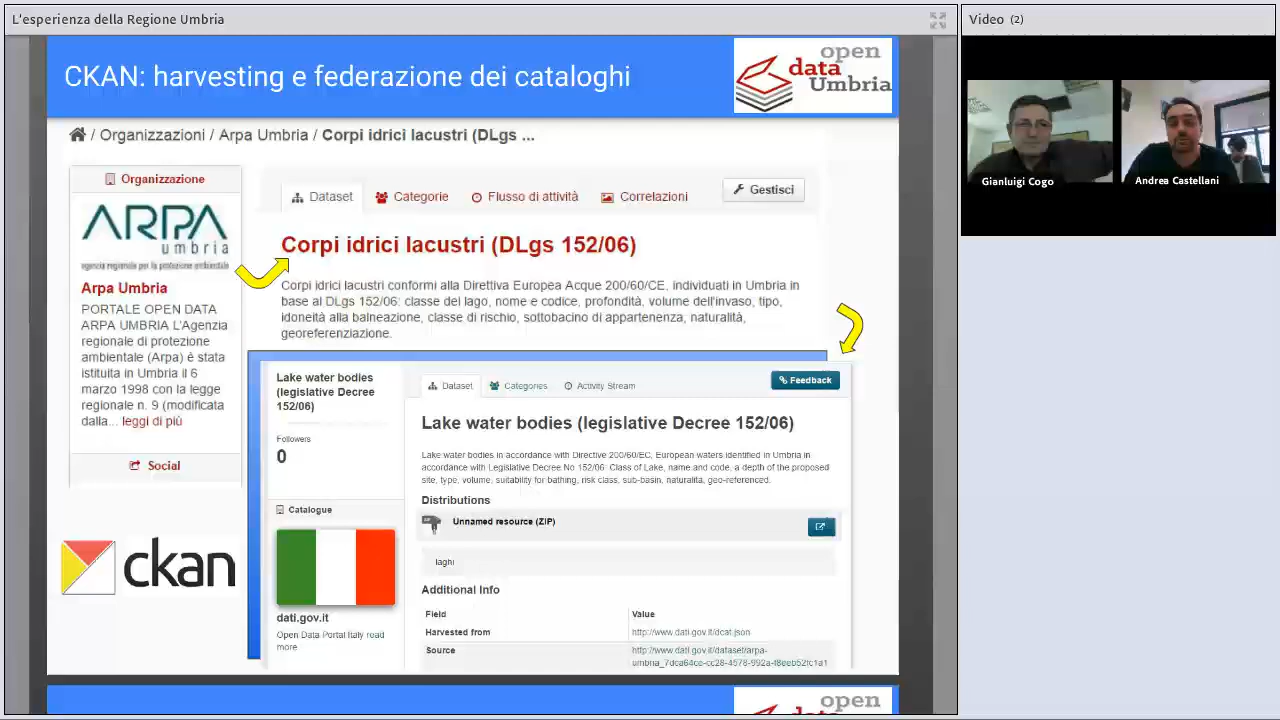 L'esperienza della Regione Umbria
CKAN: harvesting e federazione dei cataloghi
open
data
Umbria
/ Organizzazioni / Arpa Umbria / Corpi idrici lacustri (DLgs ...
Organizzazione
ARPA
umbria
agenzia regionale per la protezione ambientale
Arpa Umbria
PORTALE OPEN DATA
ARPA UMBRIA L'Agenzia
regionale di protezione
ambientale (Arpa) è stata
istituita in Umbria il 6
marzo 1998 con la legge
regionale n. 9 (modificata
dalla... leggi di più
Social
ckan
Dataset
Categorie
Flusso di attività
Correlazioni
Gestisci
Corpi idrici lacustri (DLgs 152/06)
Corpi idrici lacustri conformi alla Direttiva Europea Acque 200/60/CE, individuati in Umbria in
base al DLgs 152/06: classe del lago, nome e codice, profondità, volume dell'invaso, tipo,
idoneità alla balneazione, classe di rischio, sottobacino di appartenenza, naturalità,
georeferenziazione.
Lake water bodies
(legislative Decree
152/06)
Followers
0
Catalogue
dati.gov.it
Open Data Portal Italy read
more
Dataset
Categories
Activity Stream
Feedback
Lake water bodies (legislative Decree 152/06)
Lake water bodies in accordance with Directive 200/60/EC, European waters identified in Umbria in
accordance with Legislative Decree No 152/06: Class of Lake, name and code, a depth of the proposed
site, type, volume, suitability for bathing, risk class, sub-basin, naturalità, geo-referenced.
Distributions
Unnamed resource (ZIP)
laghi
Additional Info
Field
Value
Harvested from
http://www.dati.gov.it/dcat.json
Source
http://www.dati.gov.it/dataset/arpa-
open
data
Umbria
Video (2)
Gianluigi Cogo
Andrea Castellani